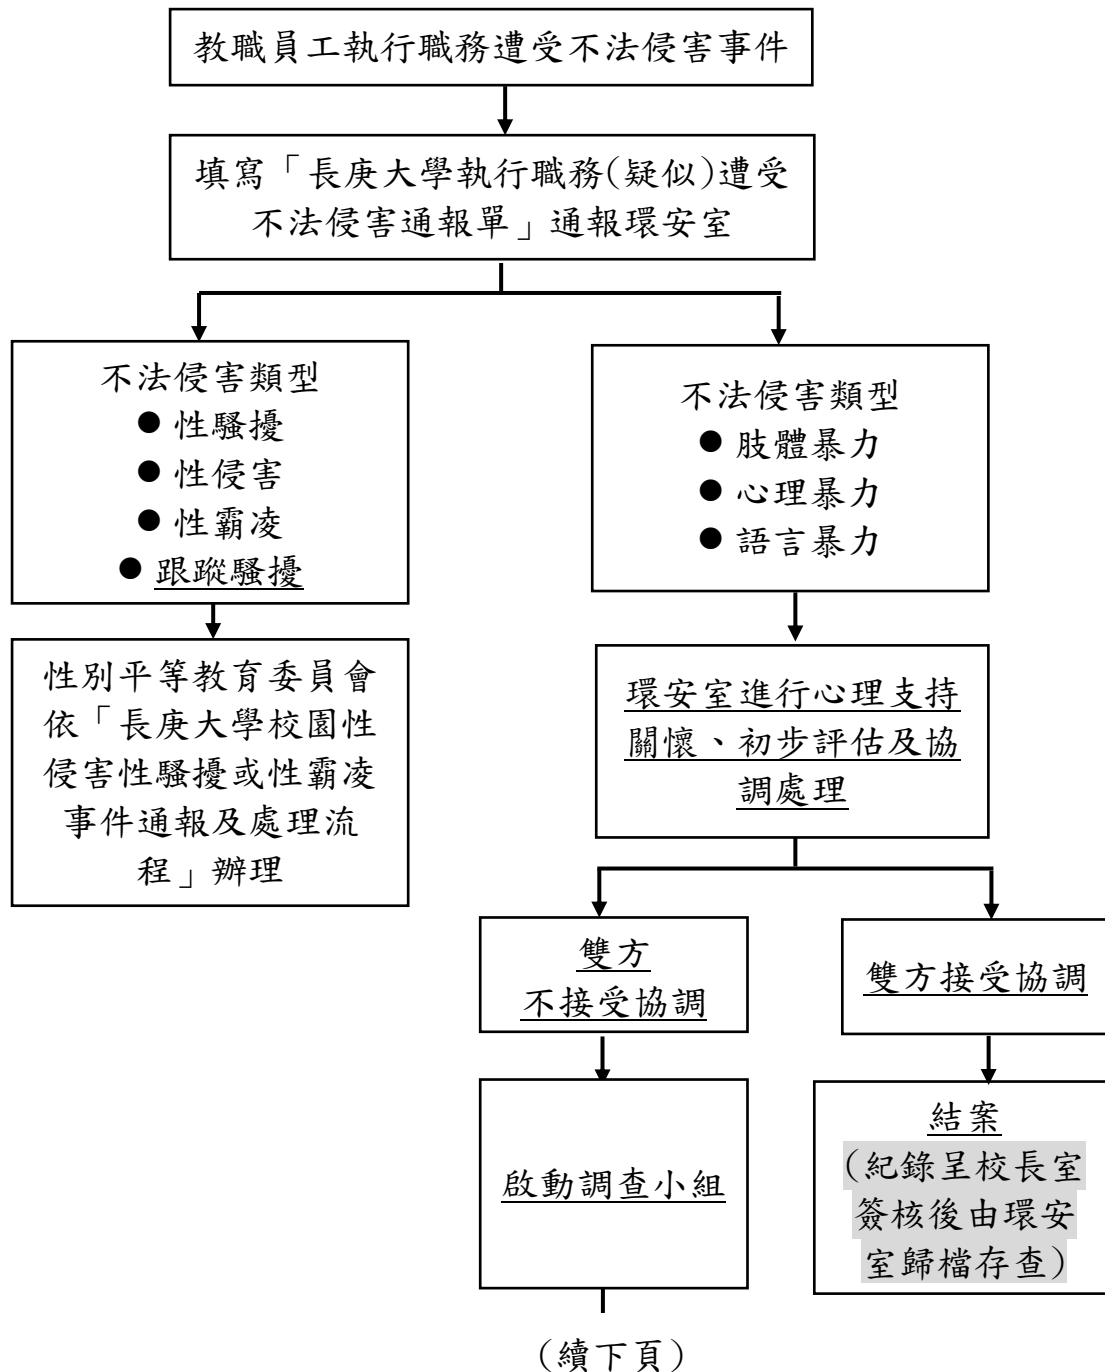 教職員工執行職務遭受不法侵害事件
填寫「長庚大學執行職務(疑似)遭受
不法侵害通報單」通報環安室
不法侵害類型
● 性騷擾
● 性侵害
● 性霸凌
● 跟蹤騷擾
不法侵害類型
● 肢體暴力
● 心理暴力
● 語言暴力
性別平等教育委員會
依「長庚大學校園性
侵害性騷擾或性霸凌
事件通報及處理流
程」辦理
環安室進行心理支持
關懷、初步評估及協
調處理
雙方
不接受協調
雙方接受協調
啟動調查小組
結案
(紀錄呈校長室
簽核後由環安
室歸檔存查)
(續下頁)